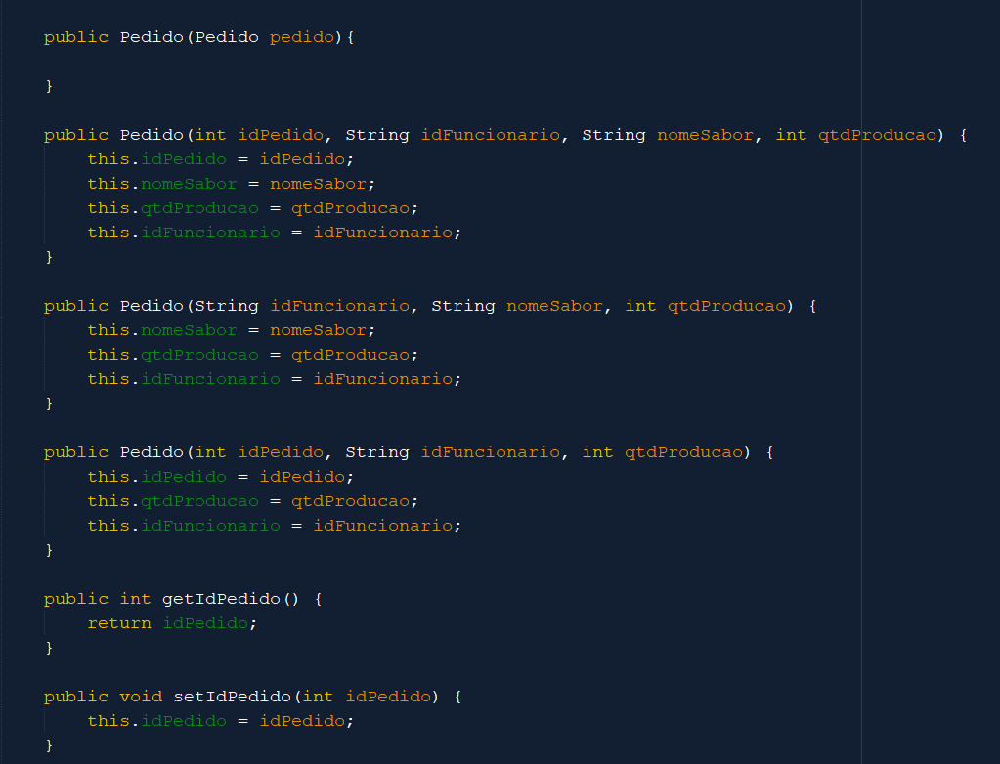 public Pedido(Pedido pedido){
}
public Pedido(int idPedido, String idFuncionario, String nomeSabor, int qtdProducao) {
this.idPedido = idPedido;
this.nomeSabor = nomeSabor;
this.qtdProducao = qtdProducao;
this.idFuncionario = idFuncionario;
}
public Pedido(String idFuncionario, String nomeSabor, int qtdProducao) {
this.nomeSabor = nomeSabor;
this.qtdProducao = qtdProducao;
this.idFuncionario = idFuncionario;
}
public Pedido(int idPedido, String idFuncionario, int qtdProducao) {
this.idPedido = idPedido;
this.qtdProducao = qtdProducao;
this.idFuncionario = idFuncionario;
}
public int getIdPedido() {
return idPedido;
}
public void setIdPedido(int idPedido) {
this.idPedido = idPedido;
}